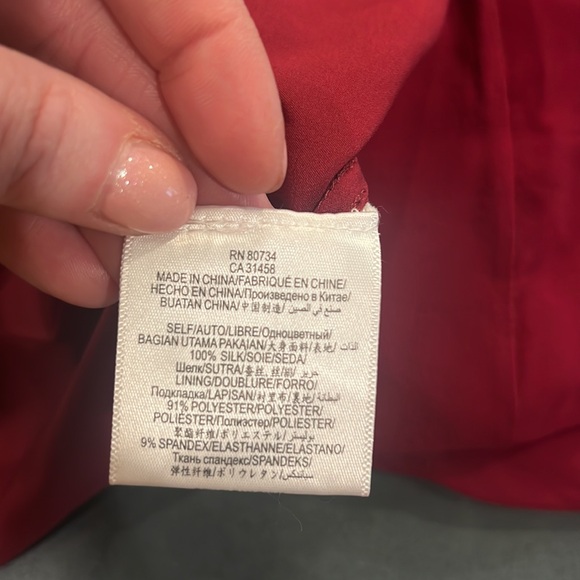 RN 80734
CA 31458
MADE IN CHINA/FABRIQUÉ EN CHINE/
HECHO EN CHINA/Произведено в Китае/
BUATAN CHINA/中国制造/ صنع في الصين
SELF/AUTO/LIBRE/Одноцветный/
BAGIAN UTAMA PAKAIAN/大身面料/表地/ الذات
100% SILK/SOIE/SEDA/
Шелк/SUTRA/蚕丝, 丝/絹/ حرير
LINING/DOUBLURE/FORRO/
Подкладка/LAPISAN/衬里布/裏地/ البطانة
91% POLYESTER/POLYESTER/
POLIÉSTER/Полиэстер/POLIESTER/
聚酯纤维/ポリエステル/ بوليستر
9% SPANDEX/ELASTHANNE/ELASTANO/
Ткань спандекс/SPANDEKS/
弹性纤维/ポリウレタン/ سباندكس